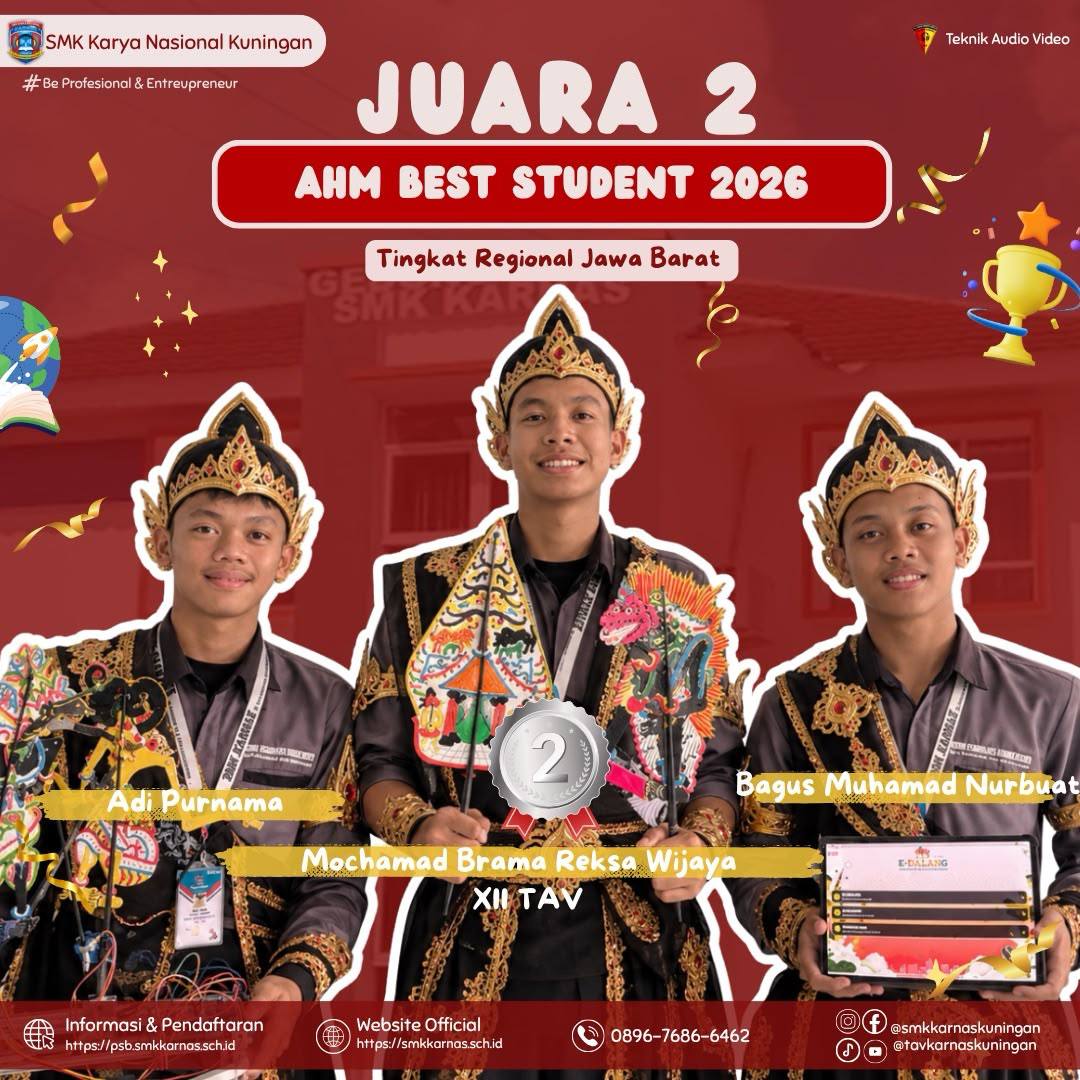 SMK Karya Nasional Kuningan
Teknik Audio Video
#Be Profesional & Entreupreneur
JUARA 2
AHM BEST STUDENT 2026
Tingkat Regional Jawa Barat
SMK KARNAS
2
Adi Purnama
Bagus Muhamad Nurbuat
Mochamad Brama Reksa Wijaya
XII TAV
E-DALANG
Informasi & Pendaftaran
https://psb.smkkarnas.sch.id
Website Official
https://smkkarnas.sch.id
0896-7686-6462
@smkkarnaskuningan
@tavkarnaskuningan